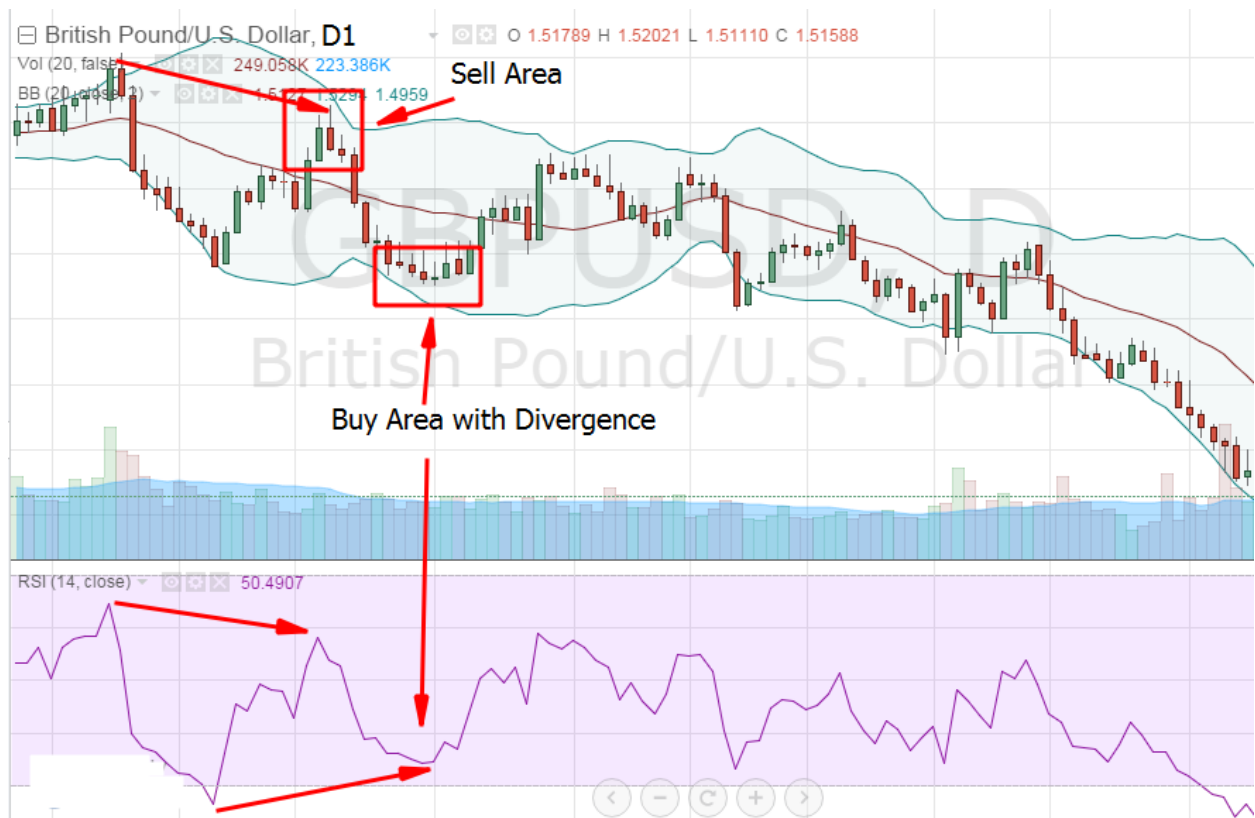 British Pound/U.S. Dollar, D1 O 1.51789 H 1.52021 L 1.51110 C 1.51588
Vol (20, false) 249.058K 223.386K
Sell Area
BB (20, close, 2) 1.5127 1.5294 1.4959
GBPUSD, D
British Pound/U.S. Dollar
Buy Area with Divergence
RSI (14, close) 50.4907